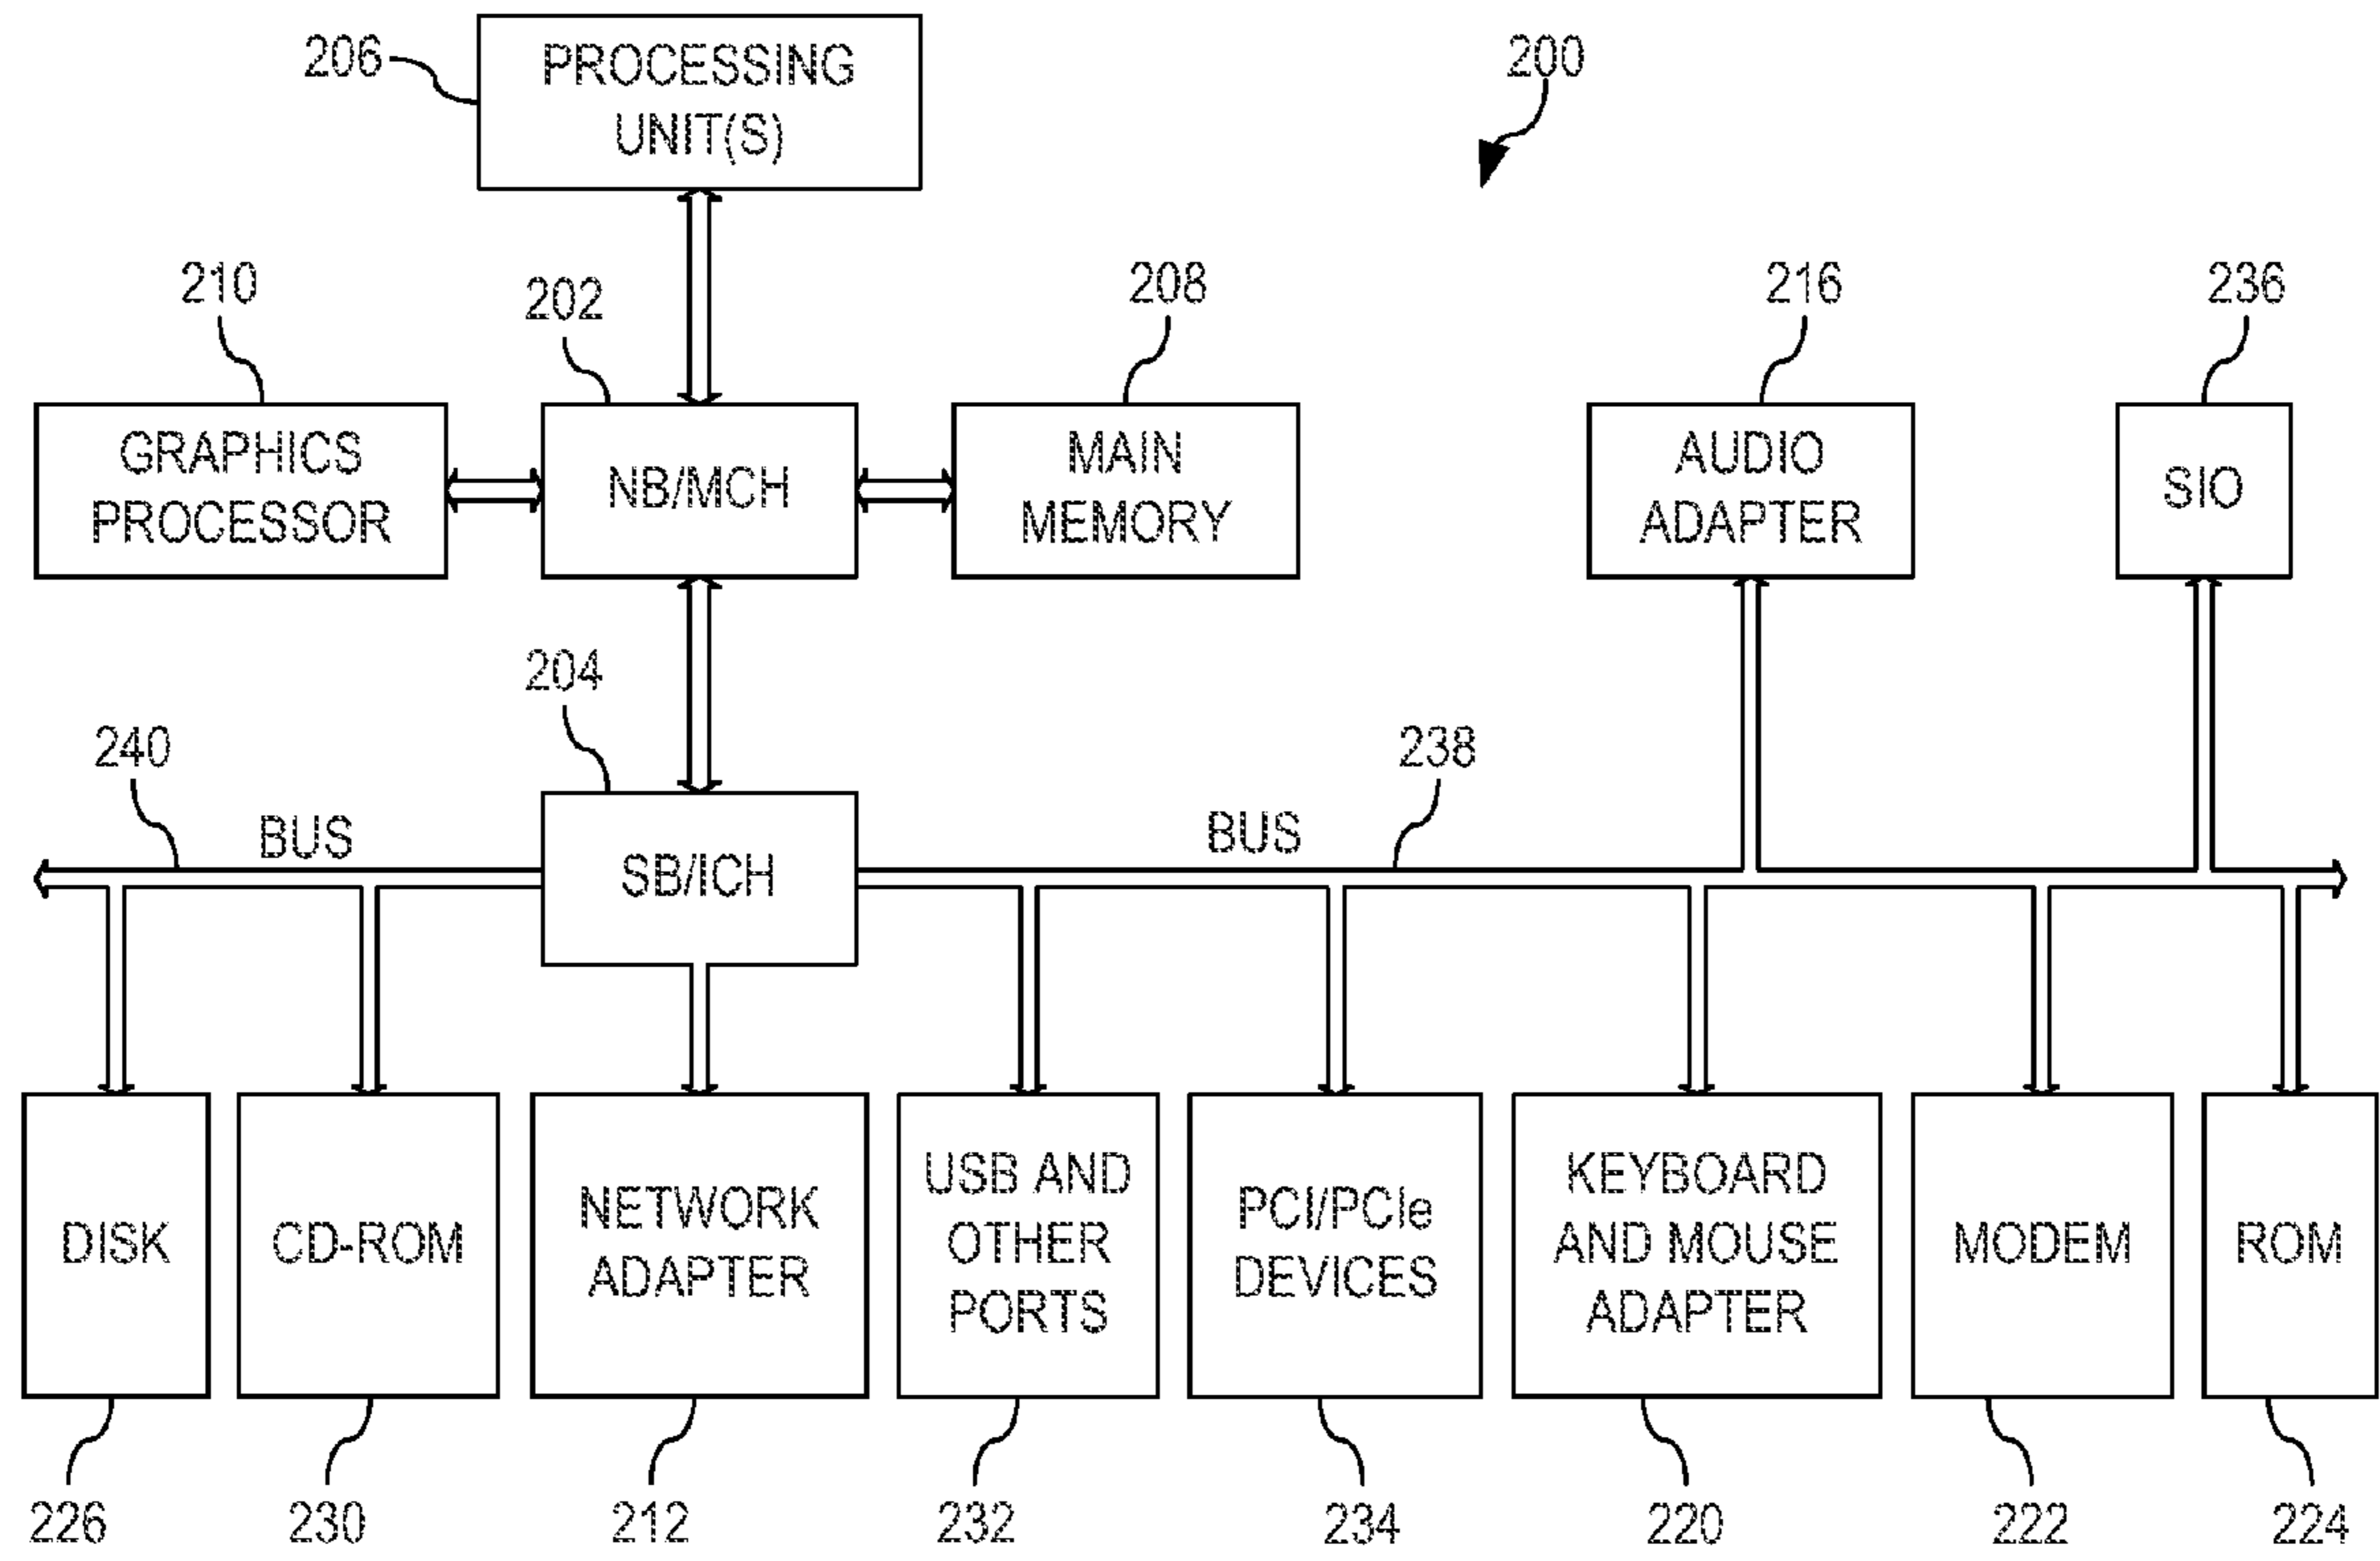 206
PROCESSING
UNIT(S)
200
210
202
208
216
236
GRAPHICS
PROCESSOR
NB/MCH
MAIN
MEMORY
AUDIO
ADAPTER
SIO
204
240
238
BUS
SB/ICH
BUS
DISK
CD-ROM
NETWORK
ADAPTER
USB AND
OTHER
PORTS
PCI/PCIe
DEVICES
KEYBOARD
AND MOUSE
ADAPTER
MODEM
ROM
226
230
212
232
234
220
222
224